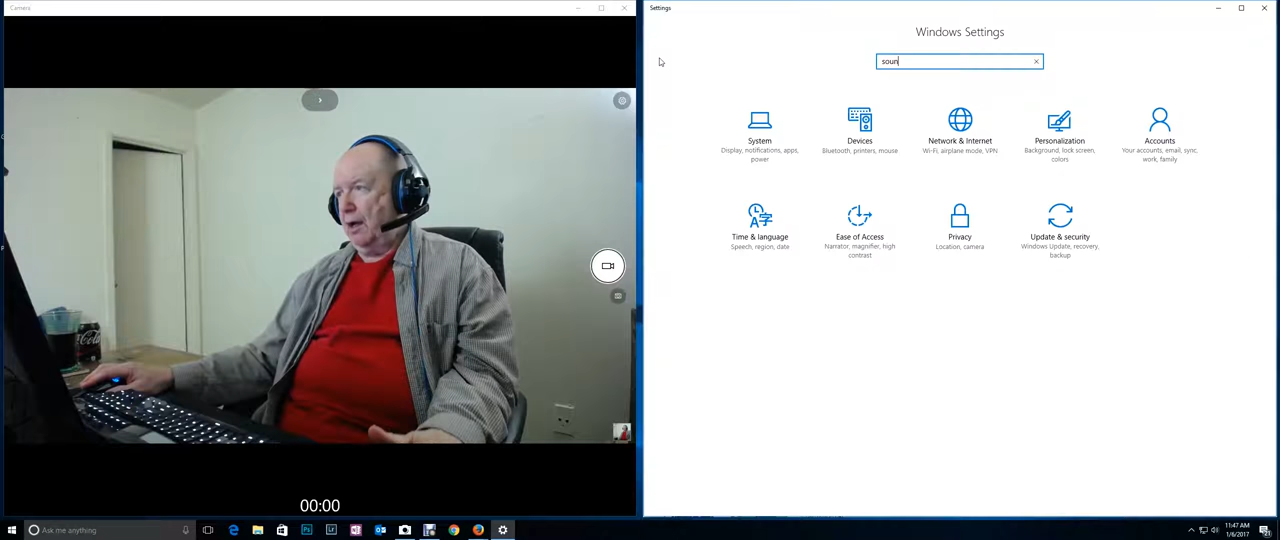 Camera
Settings
Windows Settings
soun
System
Display, notifications, apps,
power
Devices
Bluetooth, printers, mouse
Network & Internet
Wi-Fi, airplane mode, VPN
Personalization
Background, lock screen,
colors
Accounts
Your accounts, email, sync,
work, family
Time & language
Speech, region, date
Ease of Access
Narrator, magnifier, high
contrast
Privacy
Location, camera
Update & security
Windows Update, recovery,
backup
00:00
Ask me anything
11:47 AM
1/6/2017